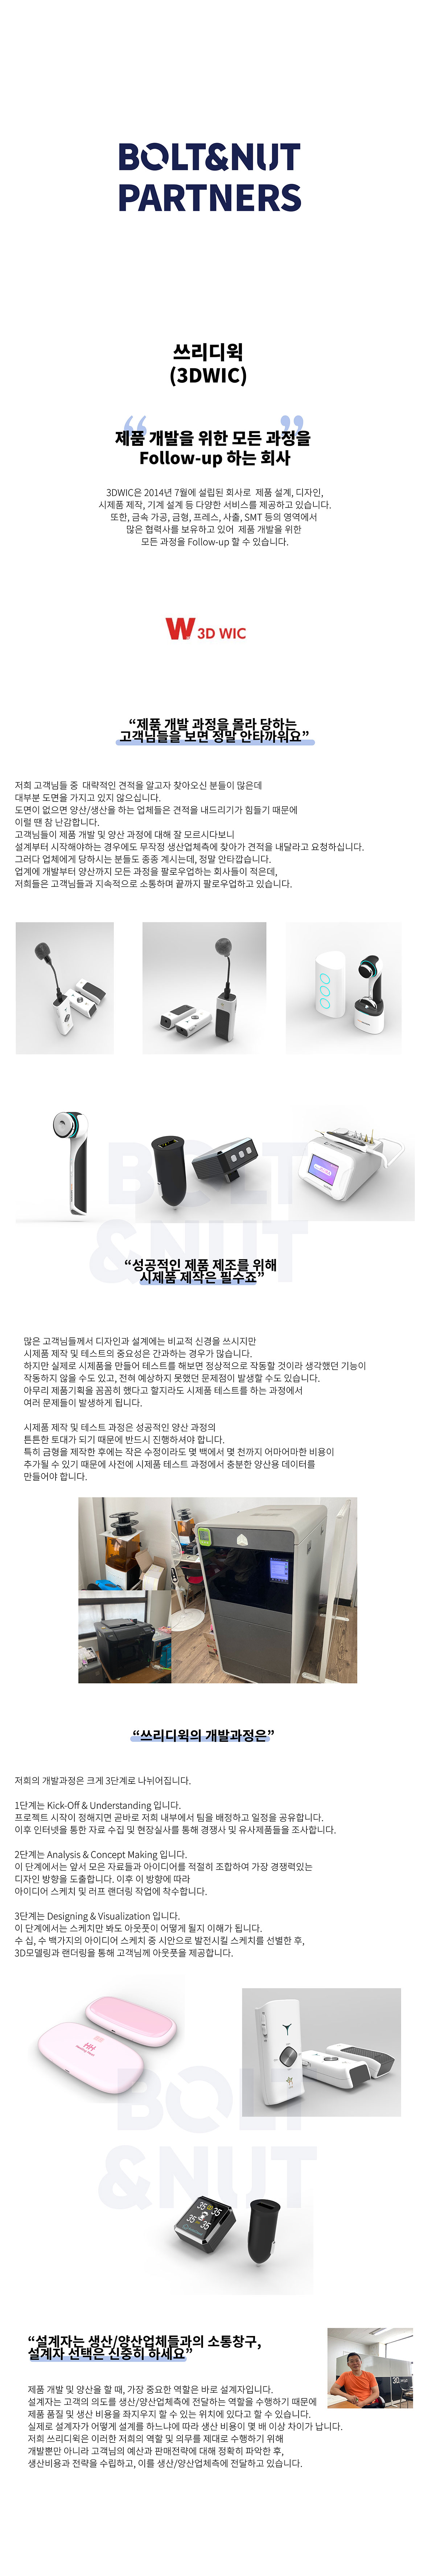 BOLT&NUT
PARTNERS
쓰리디윅
(3DWIC)
“ ”
제품 개발을 위한 모든 과정을
Follow-up 하는 회사
3DWIC은 2014년 7월에 설립된 회사로 제품 설계, 디자인,
시제품 제작, 기계 설계 등 다양한 서비스를 제공하고 있습니다.
또한, 금속 가공, 금형, 프레스, 사출, SMT 등의 영역에서
많은 협력사를 보유하고 있어 제품 개발을 위한
모든 과정을 Follow-up 할 수 있습니다.
W 3D WIC
“제품 개발 과정을 몰라 당하는
고객님들을 보면 정말 안타까워요”
저희 고객님들 중 대략적인 견적을 알고자 찾아오신 분들이 많은데
대부분 도면을 가지고 있지 않으십니다.
도면이 없으면 양산/생산을 하는 업체들은 견적을 내드리기가 힘들기 때문에
이럴 땐 참 난감합니다.
고객님들이 제품 개발 및 양산 과정에 대해 잘 모르시다보니
설계부터 시작해야하는 경우에도 무작정 생산업체측에 찾아가 견적을 내달라고 요청하십니다.
그러다 업체에게 당하시는 분들도 종종 계시는데, 정말 안타깝습니다.
업계에 개발부터 양산까지 모든 과정을 팔로우업하는 회사들이 적은데,
저희들은 고객님들과 지속적으로 소통하며 끝까지 팔로우업하고 있습니다.
BOLT
&NUT
“성공적인 제품 제조를 위해
시제품 제작은 필수죠”
많은 고객님들께서 디자인과 설계에는 비교적 신경을 쓰시지만
시제품 제작 및 테스트의 중요성은 간과하는 경우가 많습니다.
하지만 실제로 시제품을 만들어 테스트를 해보면 정상적으로 작동할 것이라 생각했던 기능이
작동하지 않을 수도 있고, 전혀 예상하지 못했던 문제점이 발생할 수도 있습니다.
아무리 제품기획을 꼼꼼히 했다고 할지라도 시제품 테스트를 하는 과정에서
여러 문제들이 발생하게 됩니다.
시제품 제작 및 테스트 과정은 성공적인 양산 과정의
튼튼한 토대가 되기 때문에 반드시 진행하셔야 합니다.
특히 금형을 제작한 후에는 작은 수정이라도 몇 백에서 몇 천까지 어마어마한 비용이
추가될 수 있기 때문에 사전에 시제품 테스트 과정에서 충분한 양산용 데이터를
만들어야 합니다.
“쓰리디윅의 개발과정은”
저희의 개발과정은 크게 3단계로 나뉘어집니다.
1단계는 Kick-Off & Understanding 입니다.
프로젝트 시작이 정해지면 곧바로 저희 내부에서 팀을 배정하고 일정을 공유합니다.
이후 인터넷을 통한 자료 수집 및 현장실사를 통해 경쟁사 및 유사제품들을 조사합니다.
2단계는 Analysis & Concept Making 입니다.
이 단계에서는 앞서 모은 자료들과 아이디어를 적절히 조합하여 가장 경쟁력있는
디자인 방향을 도출합니다. 이후 이 방향에 따라
아이디어 스케치 및 러프 랜더링 작업에 착수합니다.
3단계는 Designing & Visualization 입니다.
이 단계에서는 스케치만 봐도 아웃풋이 어떻게 될지 이해가 됩니다.
수 십, 수 백가지의 아이디어 스케치 중 시안으로 발전시킬 스케치를 선별한 후,
3D모델링과 랜더링을 통해 고객님께 아웃풋을 제공합니다.
HH
BOLT
&NUT
35 35
35 35
“설계자는 생산/양산업체들과의 소통창구,
설계자 선택은 신중히 하세요”
제품 개발 및 양산을 할 때, 가장 중요한 역할은 바로 설계자입니다.
설계자는 고객의 의도를 생산/양산업체측에 전달하는 역할을 수행하기 때문에
제품 품질 및 생산 비용을 좌지우지 할 수 있는 위치에 있다고 할 수 있습니다.
실제로 설계자가 어떻게 설계를 하느냐에 따라 생산 비용이 몇 배 이상 차이가 납니다.
저희 쓰리디윅은 이러한 저희의 역할 및 의무를 제대로 수행하기 위해
개발뿐만 아니라 고객님의 예산과 판매전략에 대해 정확히 파악한 후,
생산비용과 전략을 수립하고, 이를 생산/양산업체측에 전달하고 있습니다.